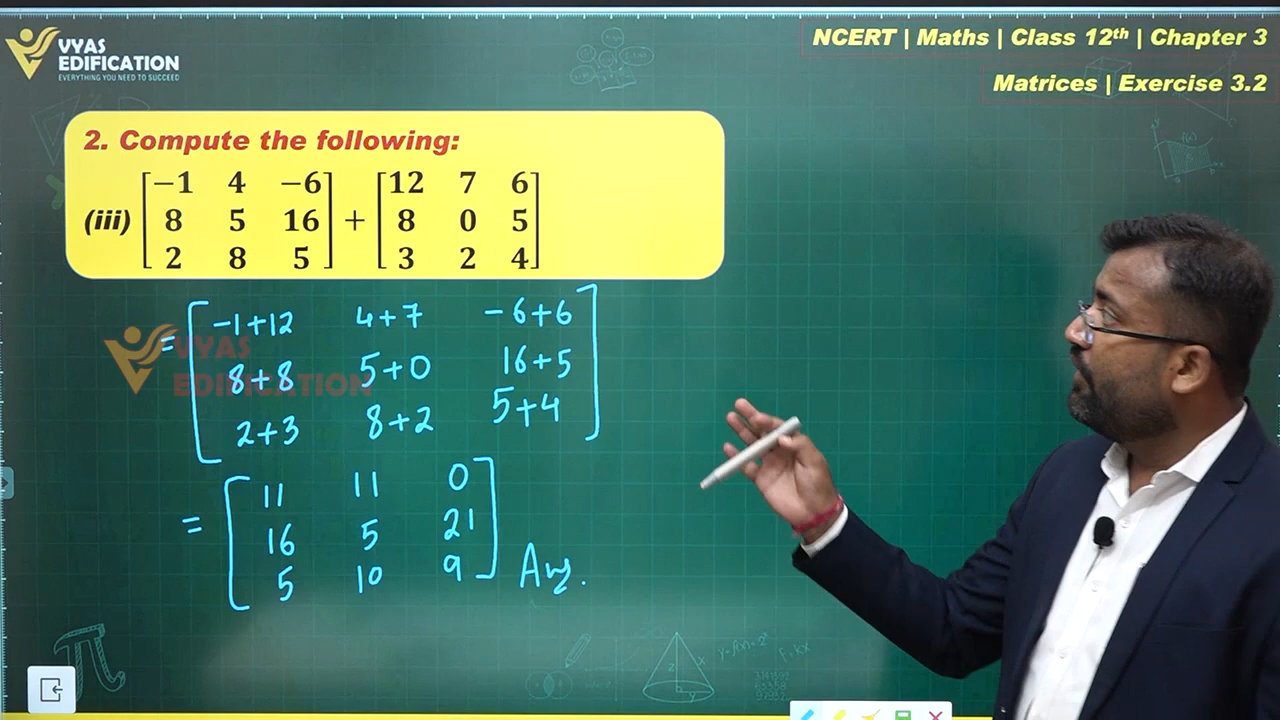 VYAS
EDIFICATION
EVERYTHING YOU NEED TO SUCCEED
NCERT | Maths | Class 12th | Chapter 3
Matrices | Exercise 3.2
2. Compute the following:
(iii) [−1 4 −6] + [12 7 6]
[8 5 16] [8 0 5]
[2 8 5] [3 2 4]
= [-1+12 4+7 -6+6]
[8+8 5+0 16+5]
[2+3 8+2 5+4]
VYAS
EDIFICATION
= [11 11 0]
[16 5 21]
[5 10 9] Ans.